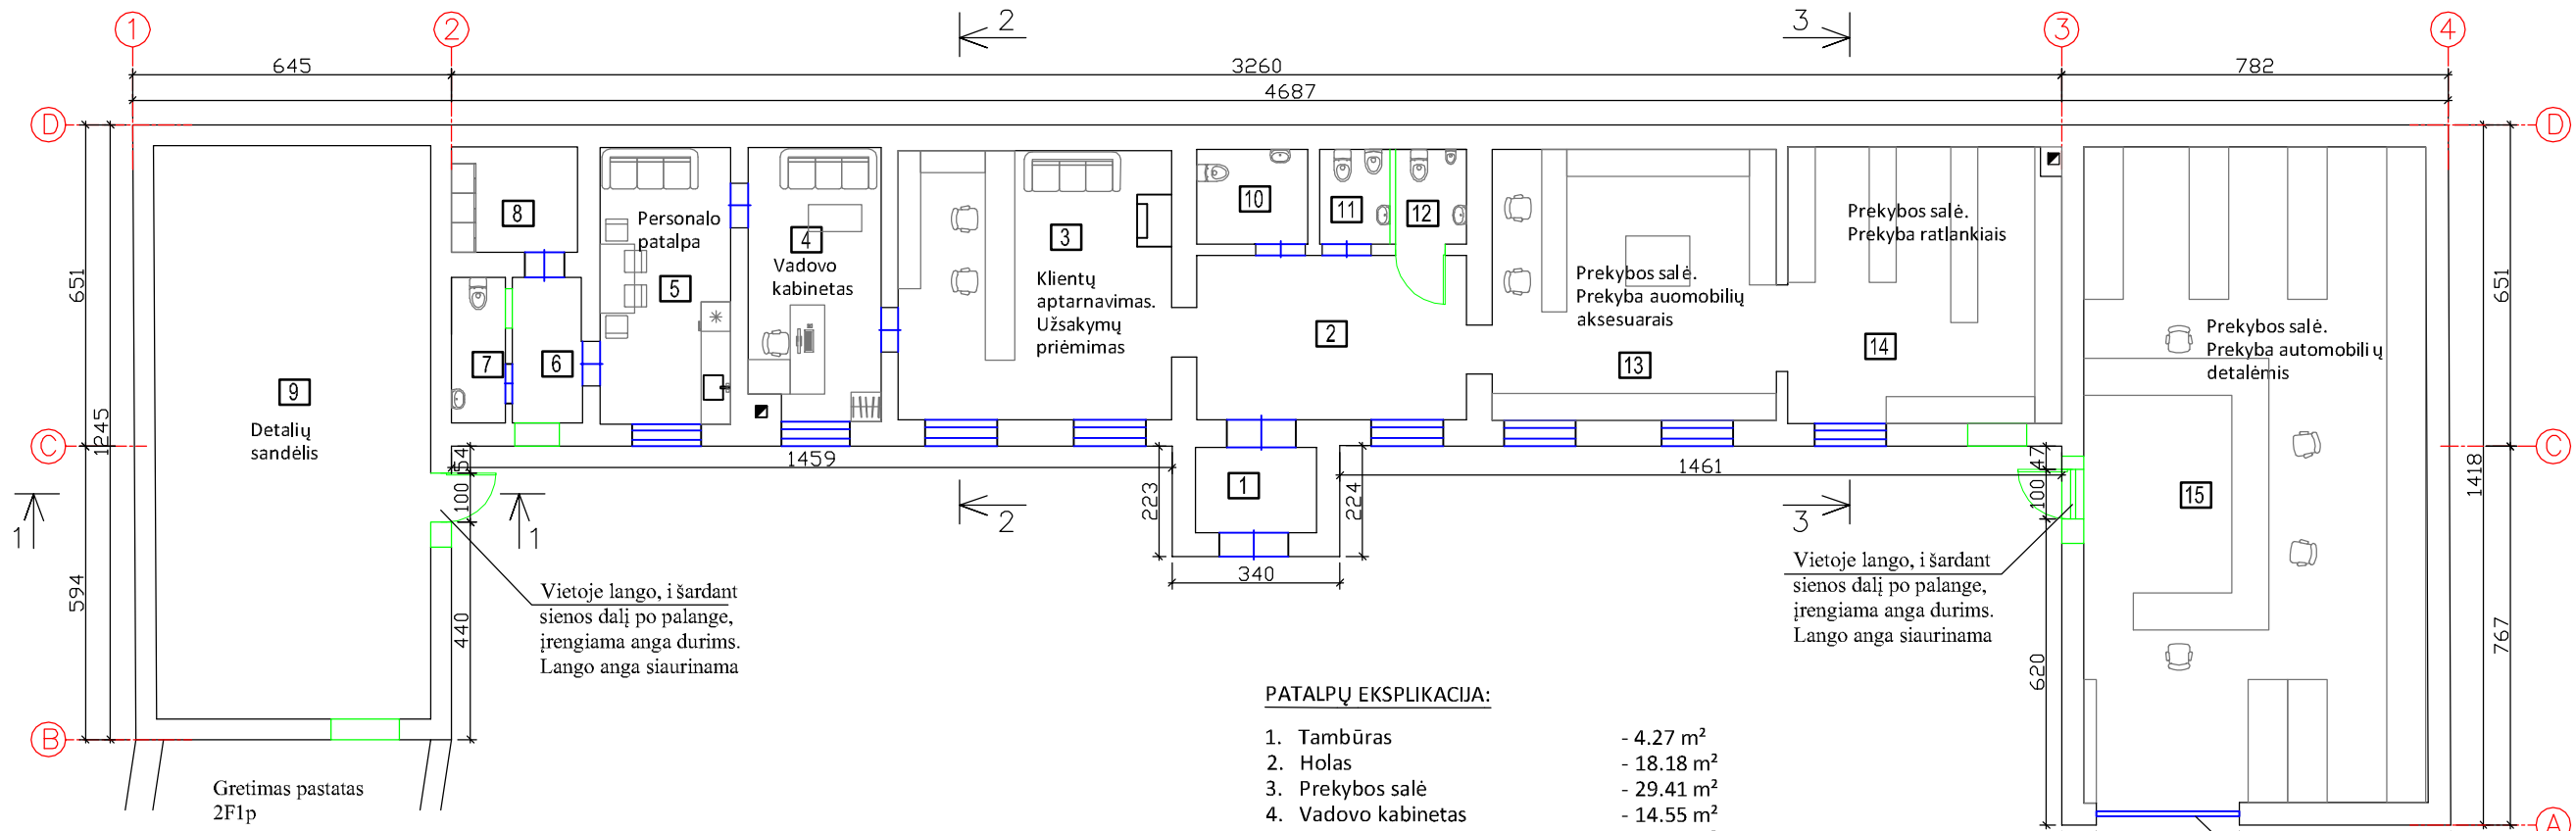 1
2
2
3
3
4
645
3260
782
4687
D
D
8
Personalo
patalpa
5
4
Vadovo
kabinetas
3
Klientų
aptarnavimas.
Užsakymų
priėmimas
10
11
12
2
Prekybos salė.
Prekyba auomobilių
aksesuarais
13
Prekybos salė.
Prekyba ratlankiais
14
Prekybos salė.
Prekyba automobilių
detalėmis
15
7
6
9
Detalių
sandėlis
651
1245
594
651
1418
767
C
C
54
100
440
1459
223
1
224
340
1461
47
100
620
1
1
2
3
Vietoje lango, i šardant
sienos dalį po palange,
įrengiama anga durims.
Lango anga siaurinama
Vietoje lango, i šardant
sienos dalį po palange,
įrengiama anga durims.
Lango anga siaurinama
B
A
Gretimas pastatas
2F1p
PATALPŲ EKSPLIKACIJA:
1. Tambūras - 4.27 m²
2. Holas - 18.18 m²
3. Prekybos salė - 29.41 m²
4. Vadovo kabinetas - 14.55 m²